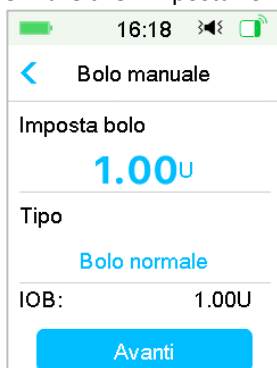 16:18
Bolo manuale
Imposta bolo
1.00U
Tipo
Bolo normale
IOB: 1.00U
Avanti